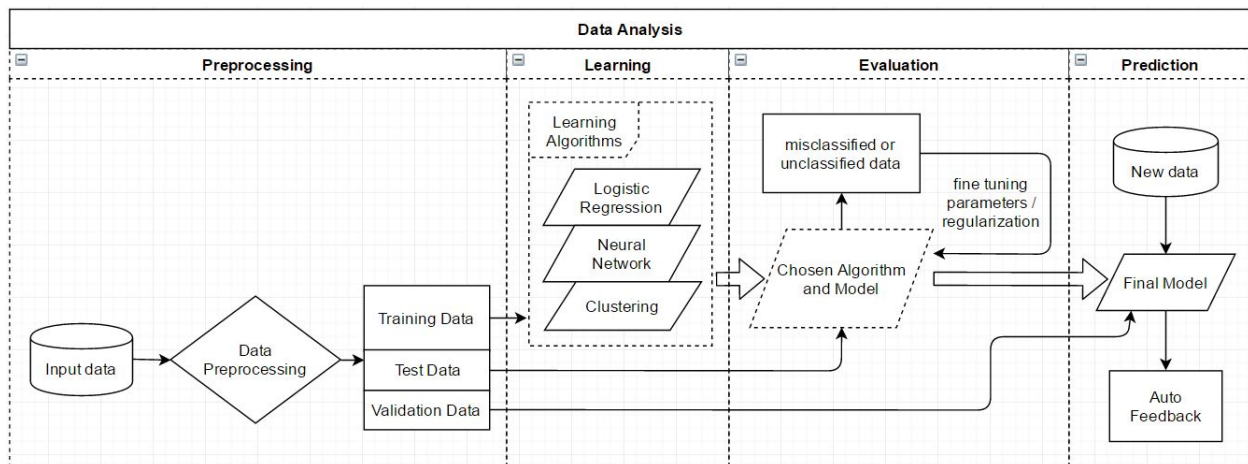 Data Analysis
Preprocessing
Learning
Evaluation
Prediction
Input data
Data
Preprocessing
Training Data
Test Data
Validation Data
Learning
Algorithms
Logistic
Regression
Neural
Network
Clustering
misclassified or
unclassified data
fine tuning
parameters /
regularization
Chosen Algorithm
and Model
New data
Final Model
Auto
Feedback